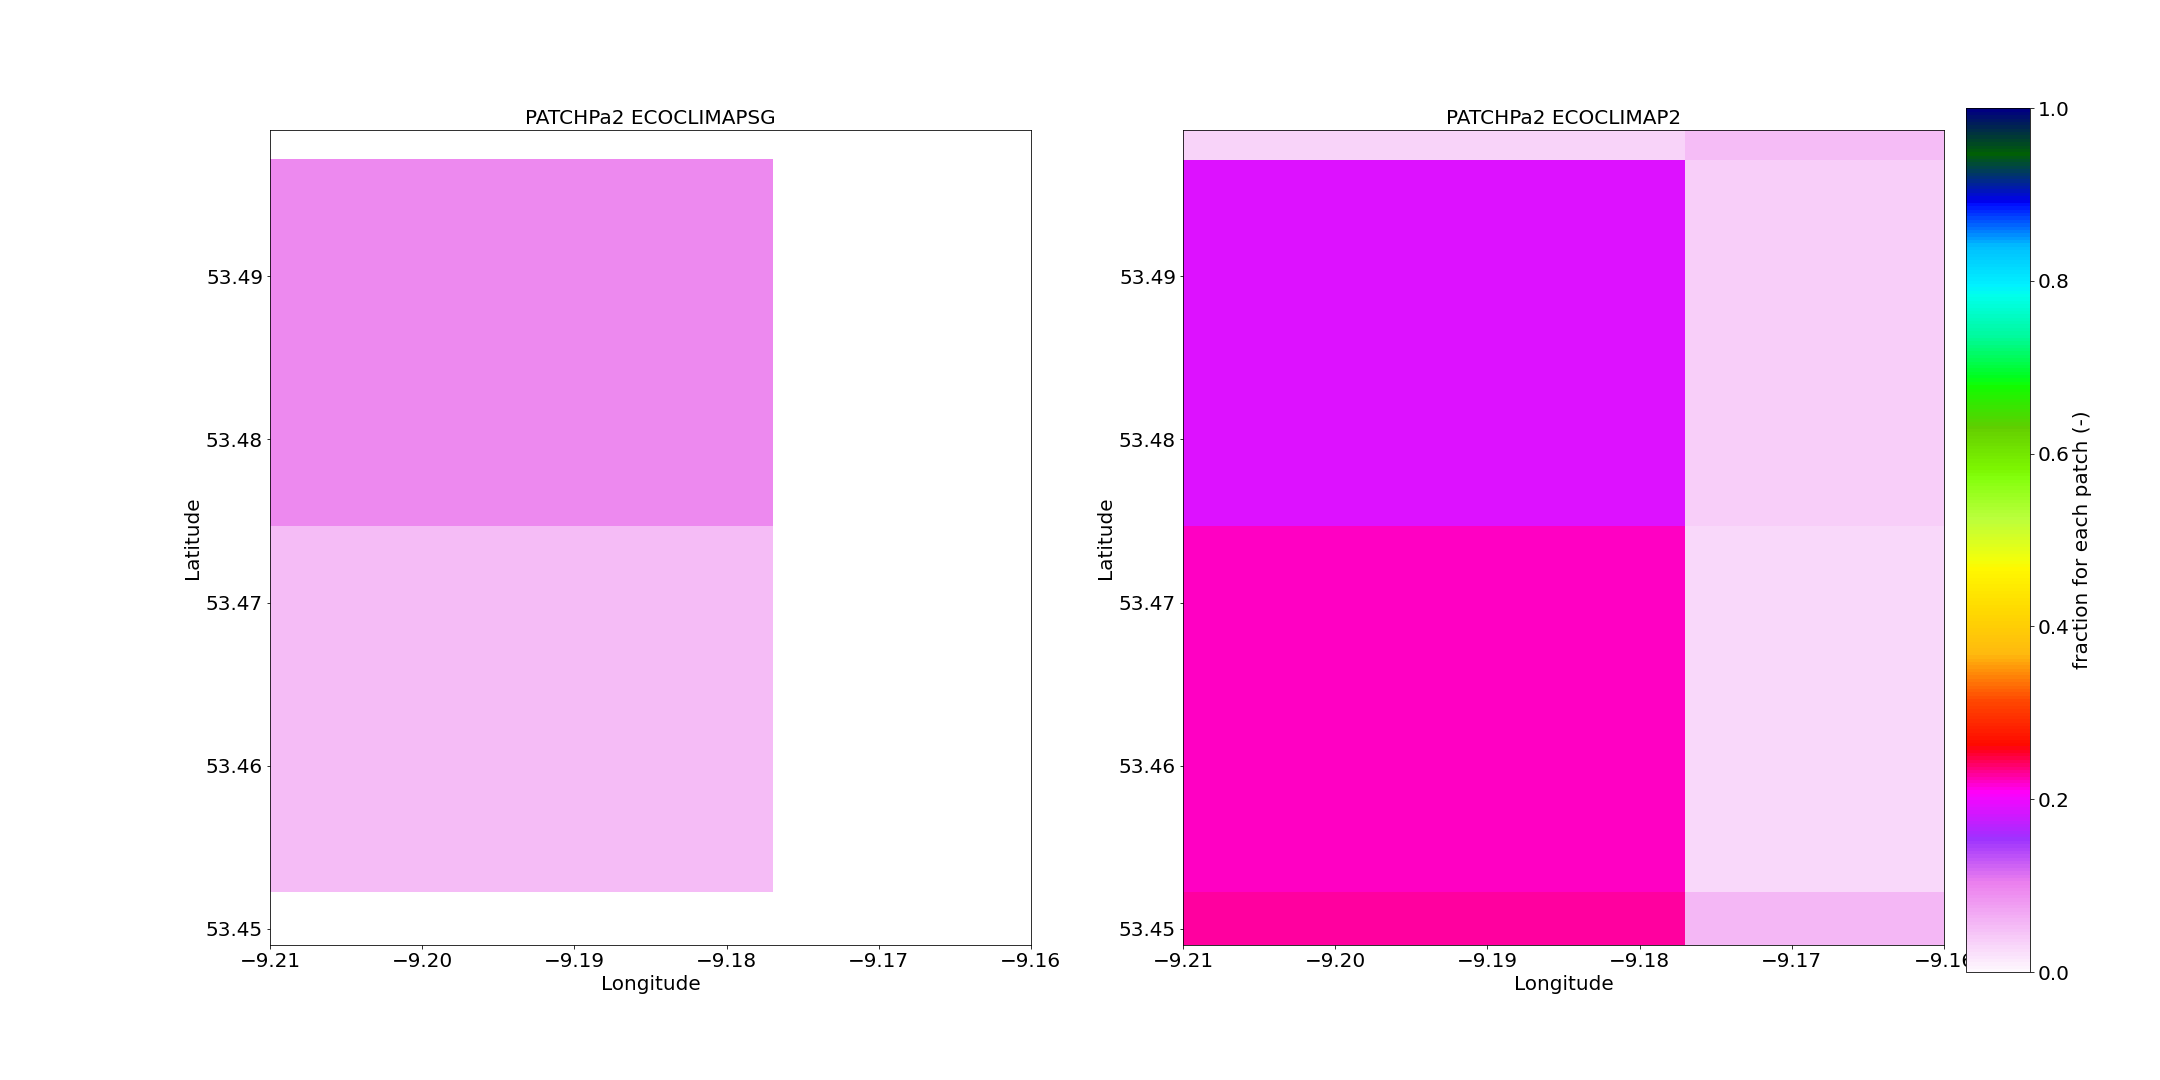 PATCHPa2 ECOCLIMAPSG
53.49
53.48
53.47
53.46
53.45
Latitude
−9.21 −9.20 −9.19 −9.18 −9.17 −9.16
Longitude
PATCHPa2 ECOCLIMAP2
53.49
53.48
53.47
53.46
53.45
Latitude
−9.21 −9.20 −9.19 −9.18 −9.17 −9.16
Longitude
1.0
0.8
0.6
0.4
0.2
0.0
fraction for each patch (-)